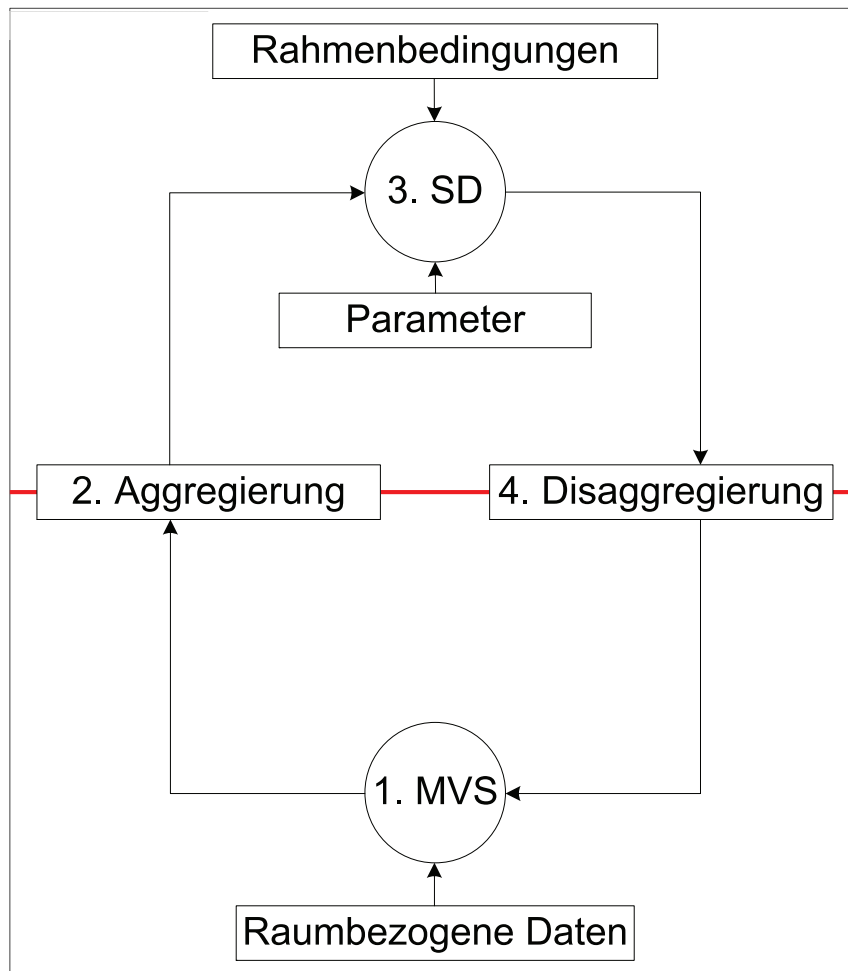 Rahmenbedingungen
3. SD
Parameter
2. Aggregierung
4. Disaggregierung
1. MVS
Raumbezogene Daten